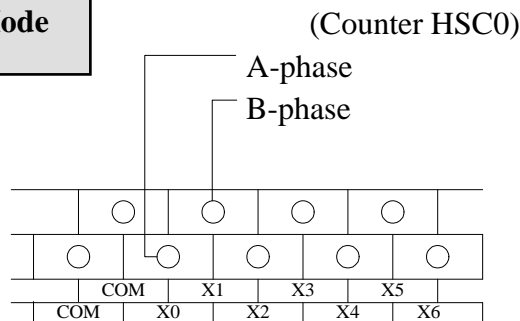 ode
(Counter HSC0)
A-phase
B-phase
COM X1 X3 X5
COM X0 X2 X4 X6